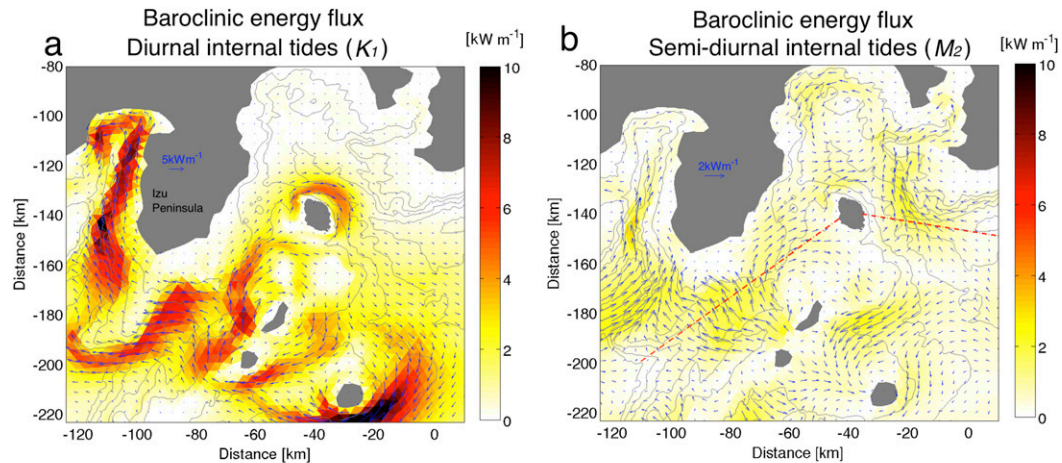 Baroclinic energy flux
a Diurnal internal tides (K1) [kW m-1]
-80
-100
-120
-140
-160
-180
-200
-220
Distance [km]
5kWm-1
Izu
Peninsula
-120 -100 -80 -60 -40 -20 0
Distance [km]
10
8
6
4
2
0
Baroclinic energy flux
b Semi-diurnal internal tides (M2) [kW m-1]
-80
-100
-120
-140
-160
-180
-200
-220
Distance [km]
2kWm-1
-120 -100 -80 -60 -40 -20 0
Distance [km]
10
8
6
4
2
0